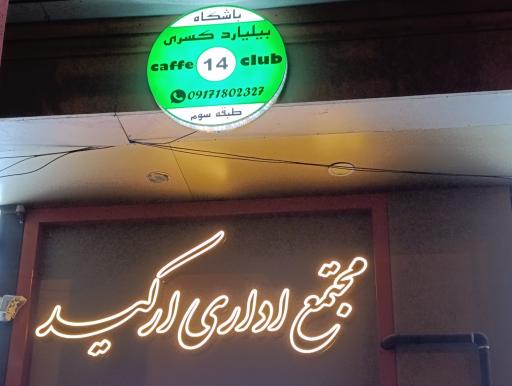 باشگاه
بیلیارد کسری
caffe 14 club
09171802327
طبقه سوم
مجتمع اداری ارکید